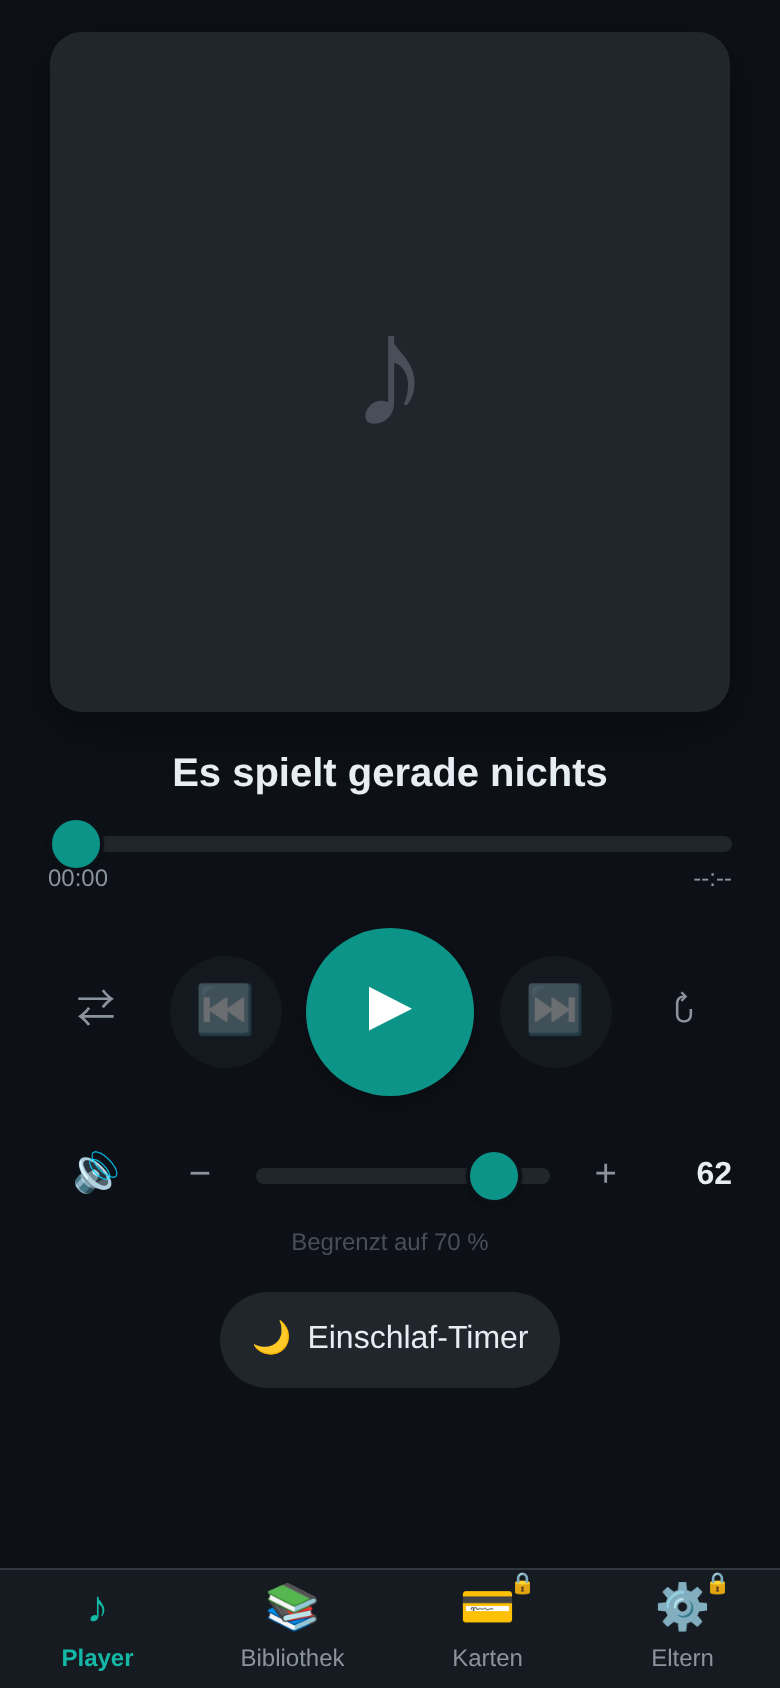 Es spielt gerade nichts
00:00 --:--
− + 62
Begrenzt auf 70 %
Einschlaf-Timer
Player Bibliothek Karten Eltern